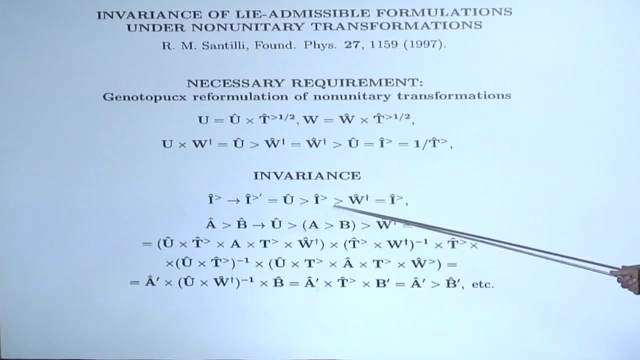 INVARIANCE OF LIE-ADMISSIBLE FORMULATIONS
UNDER NONUNITARY TRANSFORMATIONS
R. M. Santilli, Found. Phys. 27, 1159 (1997).
NECESSARY REQUIREMENT:
Genotopucx reformulation of nonunitary transformations
U = Û × T̂^>1/2, W = Ŵ × T̂^>1/2,
U × W† = Û > Ŵ† = Ŵ† > Û = Î^> = 1/T̂^>,
INVARIANCE
Î^> → Î^>′ = Û > Î^> > Ŵ† = Î^>,
Â > B̂ → Û > (A > B) > W† =
= (Û × T̂^> × A × T^> × Ŵ†) × (T̂^> × W†)^−1 × T̂^> ×
×(Û × T̂^>)^−1 × (Û × T^> × Â × T^> × Ŵ^>) =
= Â′ × (Û × Ŵ†)^−1 × B̂ = Â′ × T̂^> × B′ = Â′ > B̂′, etc.